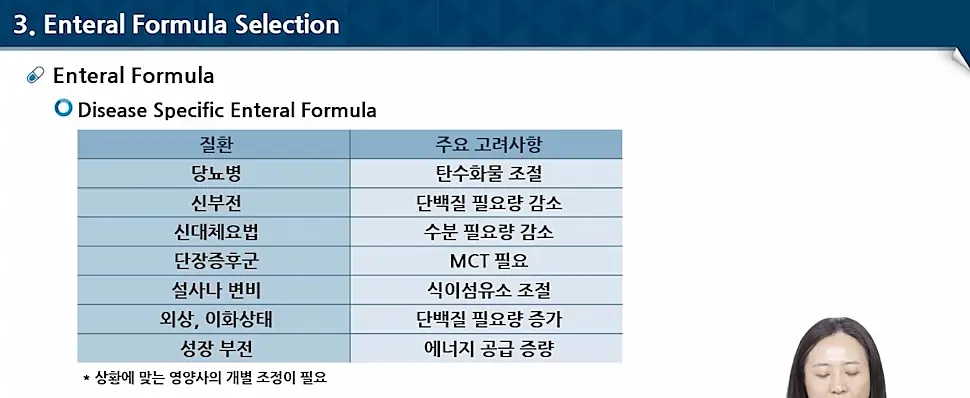 3. Enteral Formula Selection
Enteral Formula
Disease Specific Enteral Formula
질환 주요 고려사항
당뇨병 탄수화물 조절
신부전 단백질 필요량 감소
신대체요법 수분 필요량 감소
단장증후군 MCT 필요
설사나 변비 식이섬유소 조절
외상, 이화상태 단백질 필요량 증가
성장 부전 에너지 공급 증량
* 상환에 맞는 영양사의 개별 조정이 필요